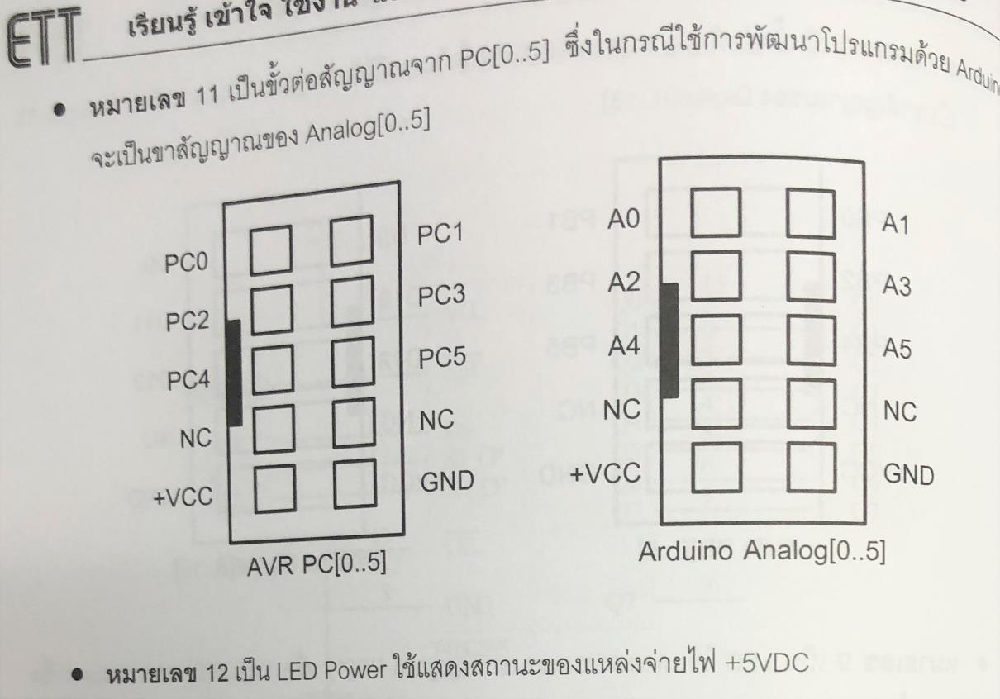 ETT เรียนรู้ เข้าใจ ใช้งาน
• หมายเลข 11 เป็นขั้วต่อสัญญาณจาก PC[0..5] ซึ่งในกรณีใช้การพัฒนาโปรแกรมด้วย Arduino
จะเป็นขาสัญญาณของ Analog[0..5]
PC0 PC1
PC2 PC3
PC4 PC5
NC NC
+VCC GND
AVR PC[0..5]
A0 A1
A2 A3
A4 A5
NC NC
+VCC GND
Arduino Analog[0..5]
• หมายเลข 12 เป็น LED Power ใช้แสดงสถานะของแหล่งจ่ายไฟ +5VDC